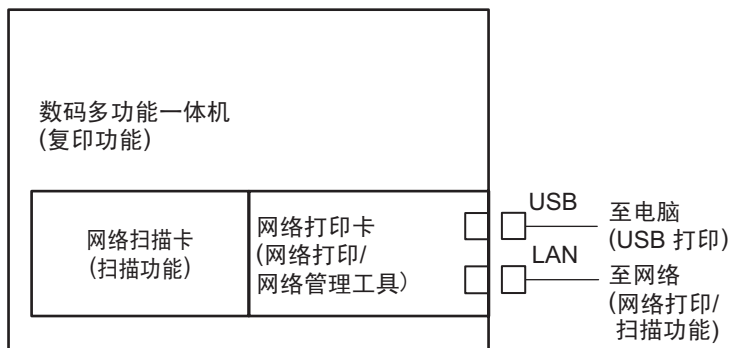 数码多功能一体机
(复印功能)
网络扫描卡
(扫描功能)
网络打印卡
(网络打印/
网络管理工具)
USB
至电脑
(USB 打印)
LAN
至网络
(网络打印/
扫描功能)